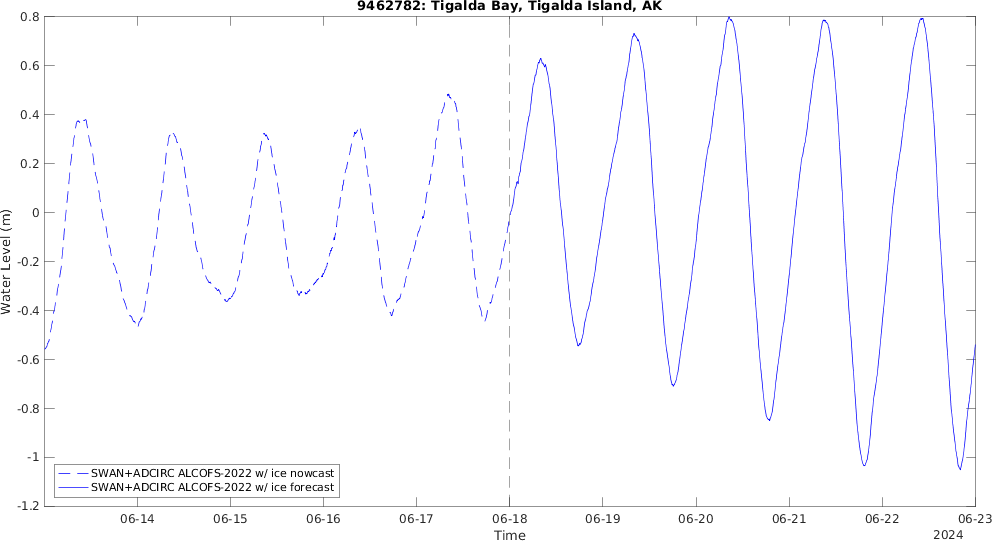 9462782: Tigalda Bay, Tigalda Island, AK
0.8
0.6
0.4
0.2
0
-0.2
-0.4
-0.6
-0.8
-1
-1.2
Water Level (m)
SWAN+ADCIRC ALCOFS-2022 w/ ice nowcast
SWAN+ADCIRC ALCOFS-2022 w/ ice forecast
06-14 06-15 06-16 06-17 06-18 06-19 06-20 06-21 06-22 06-23
Time
2024